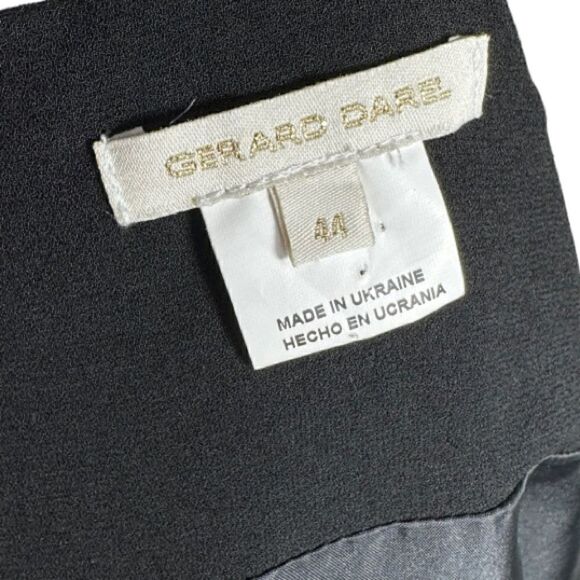 GERARD DAREL
44
MADE IN UKRAINE
HECHO EN UCRANIA